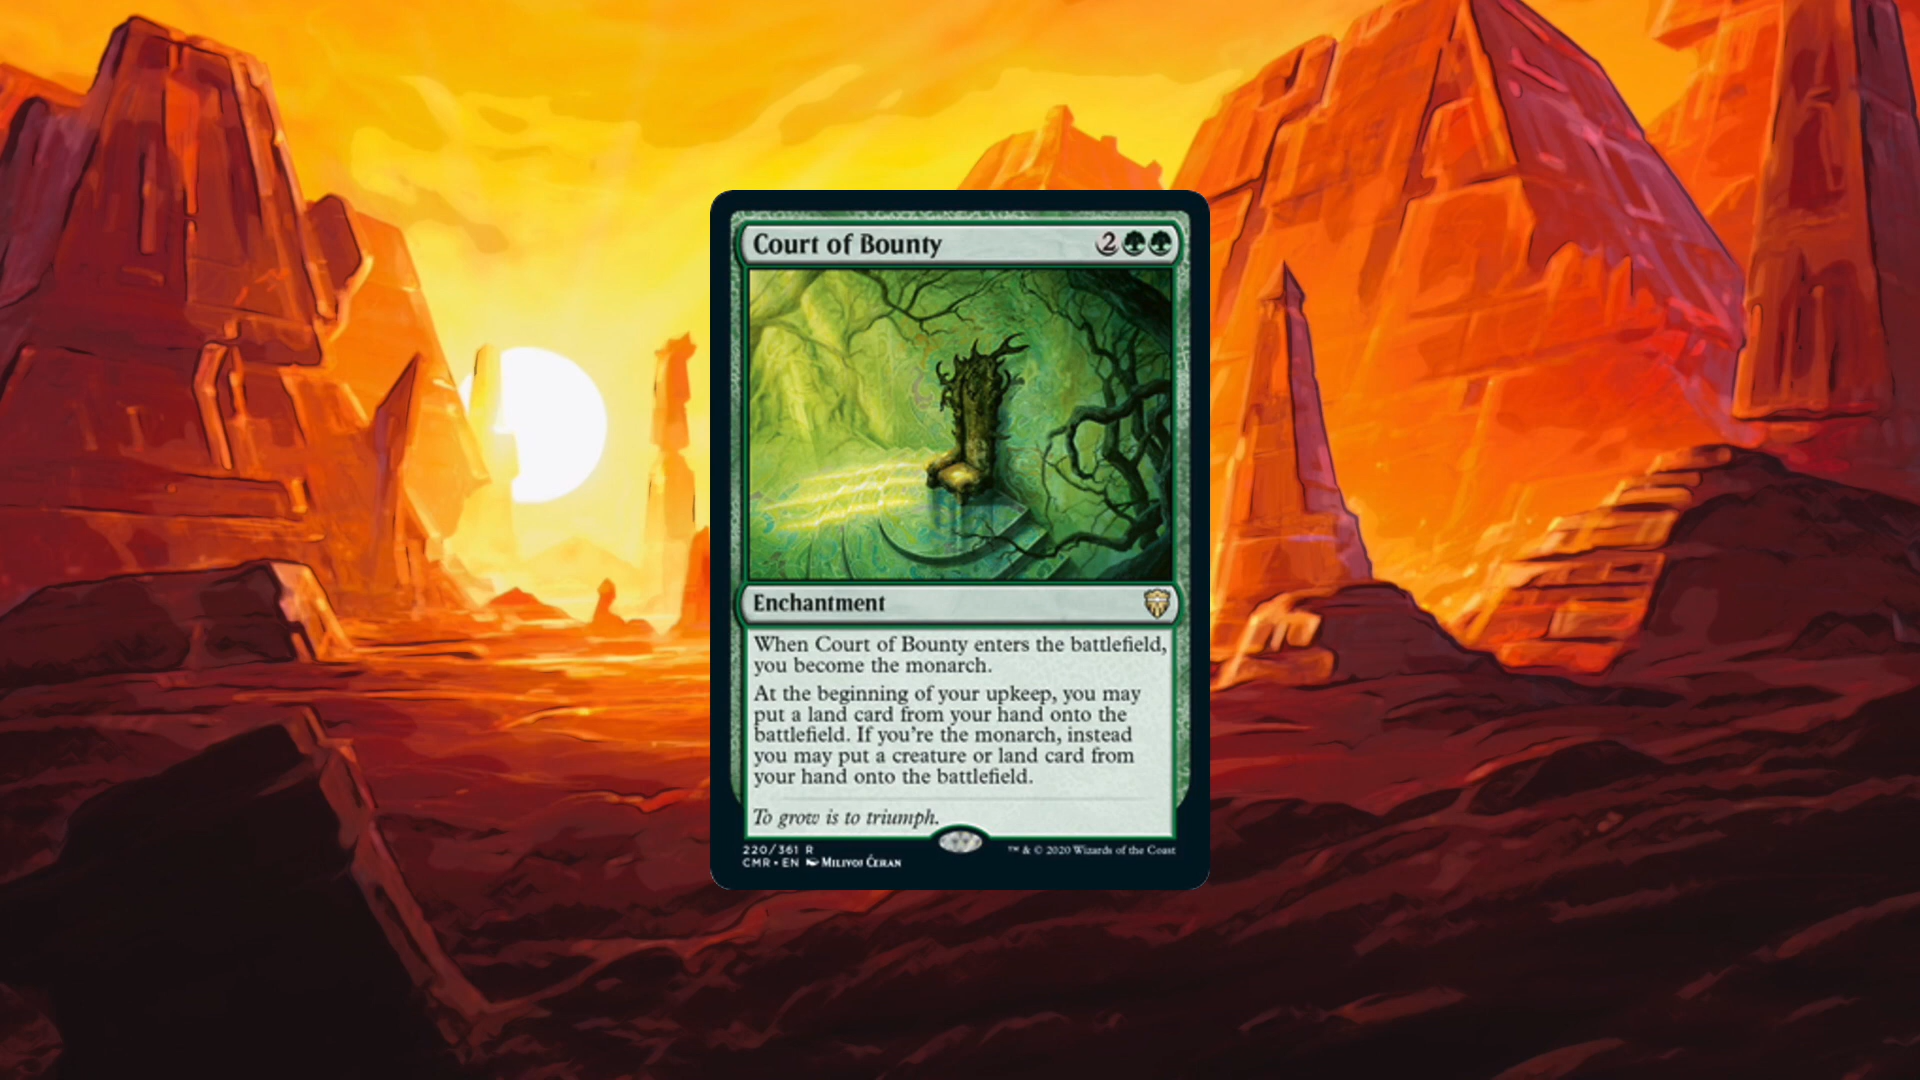 Court of Bounty 2
Enchantment
When Court of Bounty enters the battlefield,
you become the monarch.
At the beginning of your upkeep, you may
put a land card from your hand onto the
battlefield. If you’re the monarch, instead
you may put a creature or land card from
your hand onto the battlefield.
To grow is to triumph.
220/361 R
CMR • EN MILIVOJ ĆERAN
™ & © 2020 Wizards of the Coast